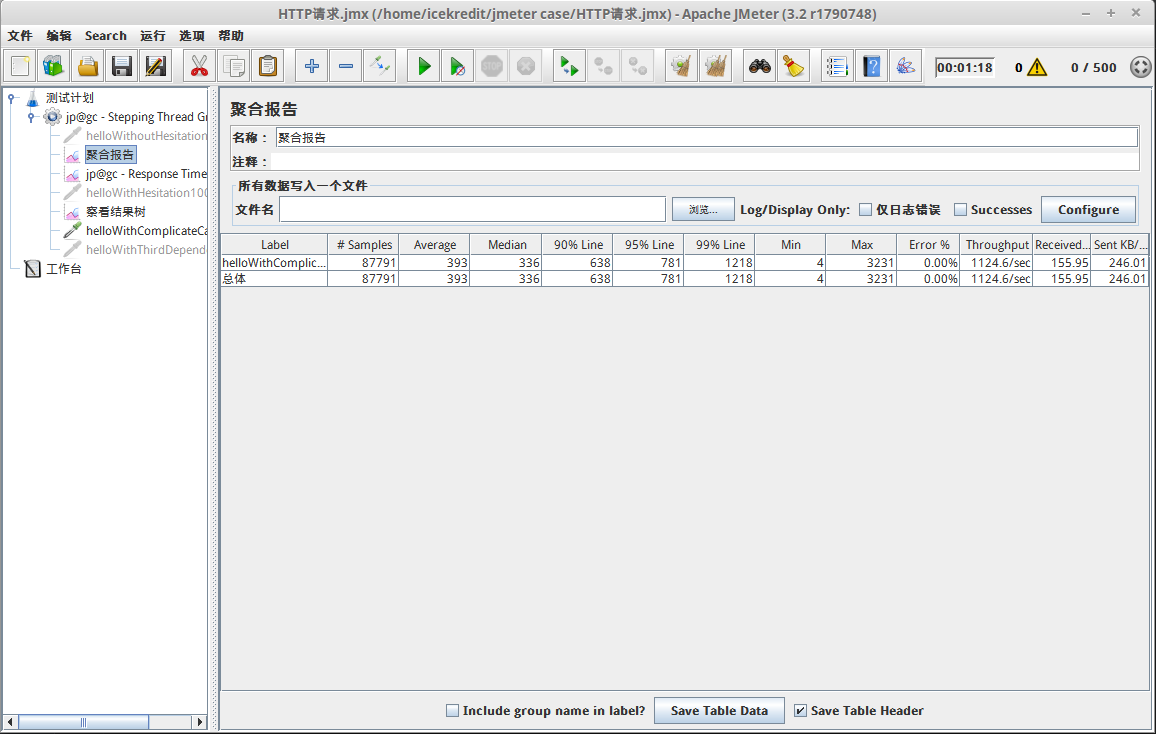 HTTP请求.jmx (/home/icekredit/jmeter case/HTTP请求.jmx) - Apache JMeter (3.2 r1790748)
文件 编辑 Search 运行 选项 帮助
STOP 00:01:18 0 0 / 500
测试计划
jp@gc - Stepping Thread Gr
helloWithoutHesitation
聚合报告
jp@gc - Response Time
helloWithHesitation100
察看结果树
helloWithComplicateCa
helloWithThirdDepend
工作台
聚合报告
名称： 聚合报告
注释：
所有数据写入一个文件
文件名 浏览... Log/Display Only: 仅日志错误 Successes Configure
Label # Samples Average Median 90% Line 95% Line 99% Line Min Max Error % Throughput Received... Sent KB/...
helloWithComplic... 87791 393 336 638 781 1218 4 3231 0.00% 1124.6/sec 155.95 246.01
总体 87791 393 336 638 781 1218 4 3231 0.00% 1124.6/sec 155.95 246.01
Include group name in label? Save Table Data Save Table Header